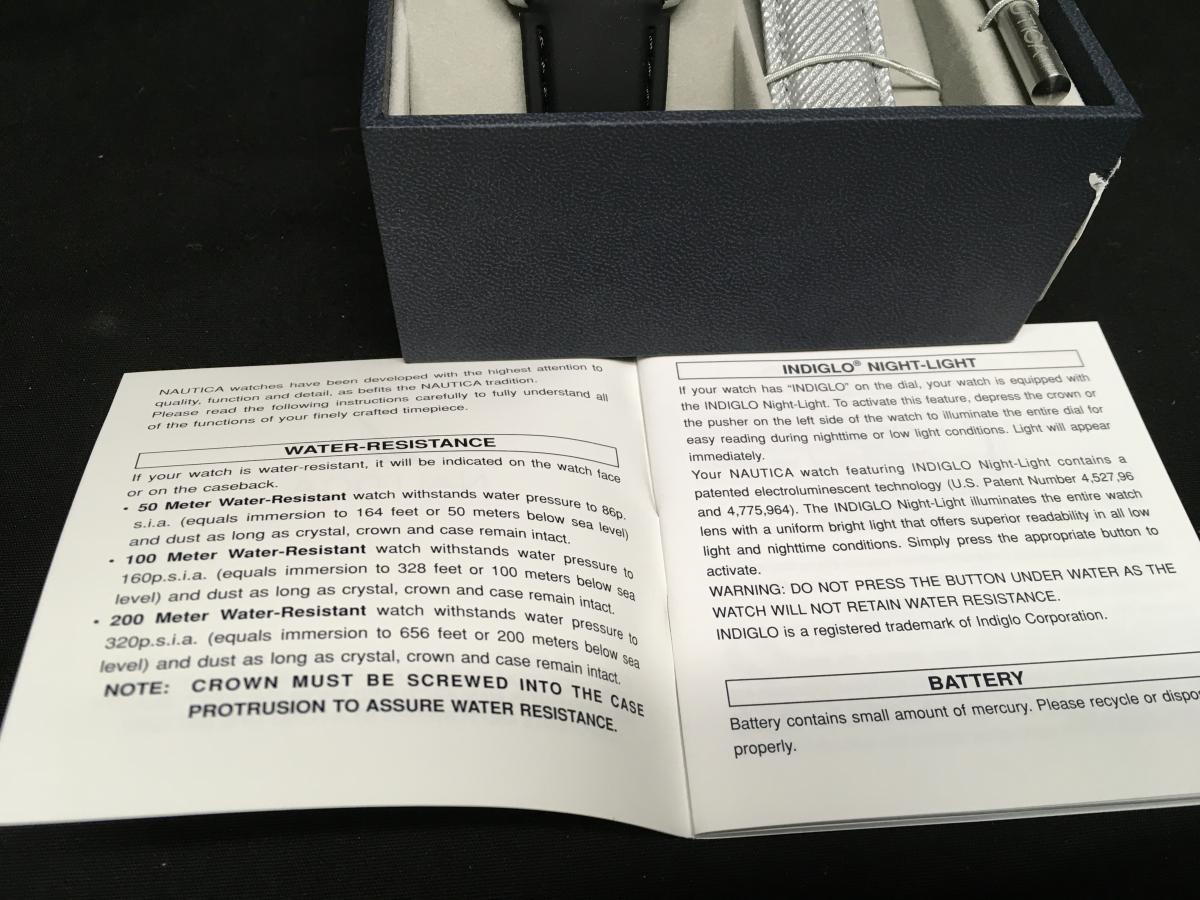 UTICA
NAUTICA watches have been developed with the highest attention to
quality, function and detail, as befits the NAUTICA tradition.
Please read the following instructions carefully to fully understand all
of the functions of your finely crafted timepiece.
WATER-RESISTANCE
If your watch is water-resistant, it will be indicated on the watch face
or on the caseback.
• 50 Meter Water-Resistant watch withstands water pressure to 86p.
s.i.a. (equals immersion to 164 feet or 50 meters below sea level)
and dust as long as crystal, crown and case remain intact.
• 100 Meter Water-Resistant watch withstands water pressure to
160p.s.i.a. (equals immersion to 328 feet or 100 meters below sea
level) and dust as long as crystal, crown and case remain intact.
• 200 Meter Water-Resistant watch withstands water pressure to
320p.s.i.a. (equals immersion to 656 feet or 200 meters below sea
level) and dust as long as crystal, crown and case remain intact.
NOTE: CROWN MUST BE SCREWED INTO THE CASE
PROTRUSION TO ASSURE WATER RESISTANCE.
INDIGLO® NIGHT-LIGHT
If your watch has “INDIGLO” on the dial, your watch is equipped with
the INDIGLO Night-Light. To activate this feature, depress the crown or
the pusher on the left side of the watch to illuminate the entire dial for
easy reading during nighttime or low light conditions. Light will appear
immediately.
Your NAUTICA watch featuring INDIGLO Night-Light contains a
patented electroluminescent technology (U.S. Patent Number 4,527,96
and 4,775,964). The INDIGLO Night-Light illuminates the entire watch
lens with a uniform bright light that offers superior readability in all low
light and nighttime conditions. Simply press the appropriate button to
activate.
WARNING: DO NOT PRESS THE BUTTON UNDER WATER AS THE
WATCH WILL NOT RETAIN WATER RESISTANCE.
INDIGLO is a registered trademark of Indiglo Corporation.
BATTERY
Battery contains small amount of mercury. Please recycle or dispo
properly.